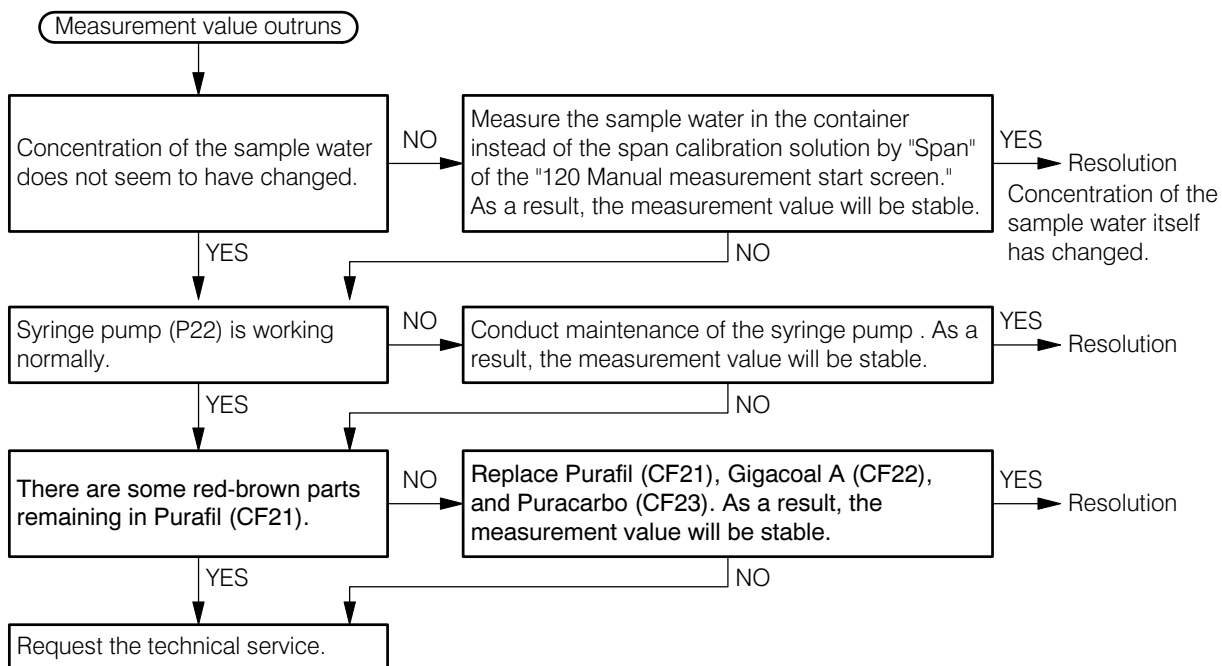 Measurement value outruns
Concentration of the sample water
does not seem to have changed.
NO
Measure the sample water in the container
instead of the span calibration solution by "Span"
of the "120 Manual measurement start screen."
As a result, the measurement value will be stable.
YES
Resolution
Concentration of the
sample water itself
has changed.
YES
NO
Syringe pump (P22) is working
normally.
NO
Conduct maintenance of the syringe pump . As a
result, the measurement value will be stable.
YES
Resolution
YES
NO
There are some red-brown parts
remaining in Purafil (CF21).
NO
Replace Purafil (CF21), Gigacoal A (CF22),
and Puracarbo (CF23). As a result, the
measurement value will be stable.
YES
Resolution
YES
NO
Request the technical service.